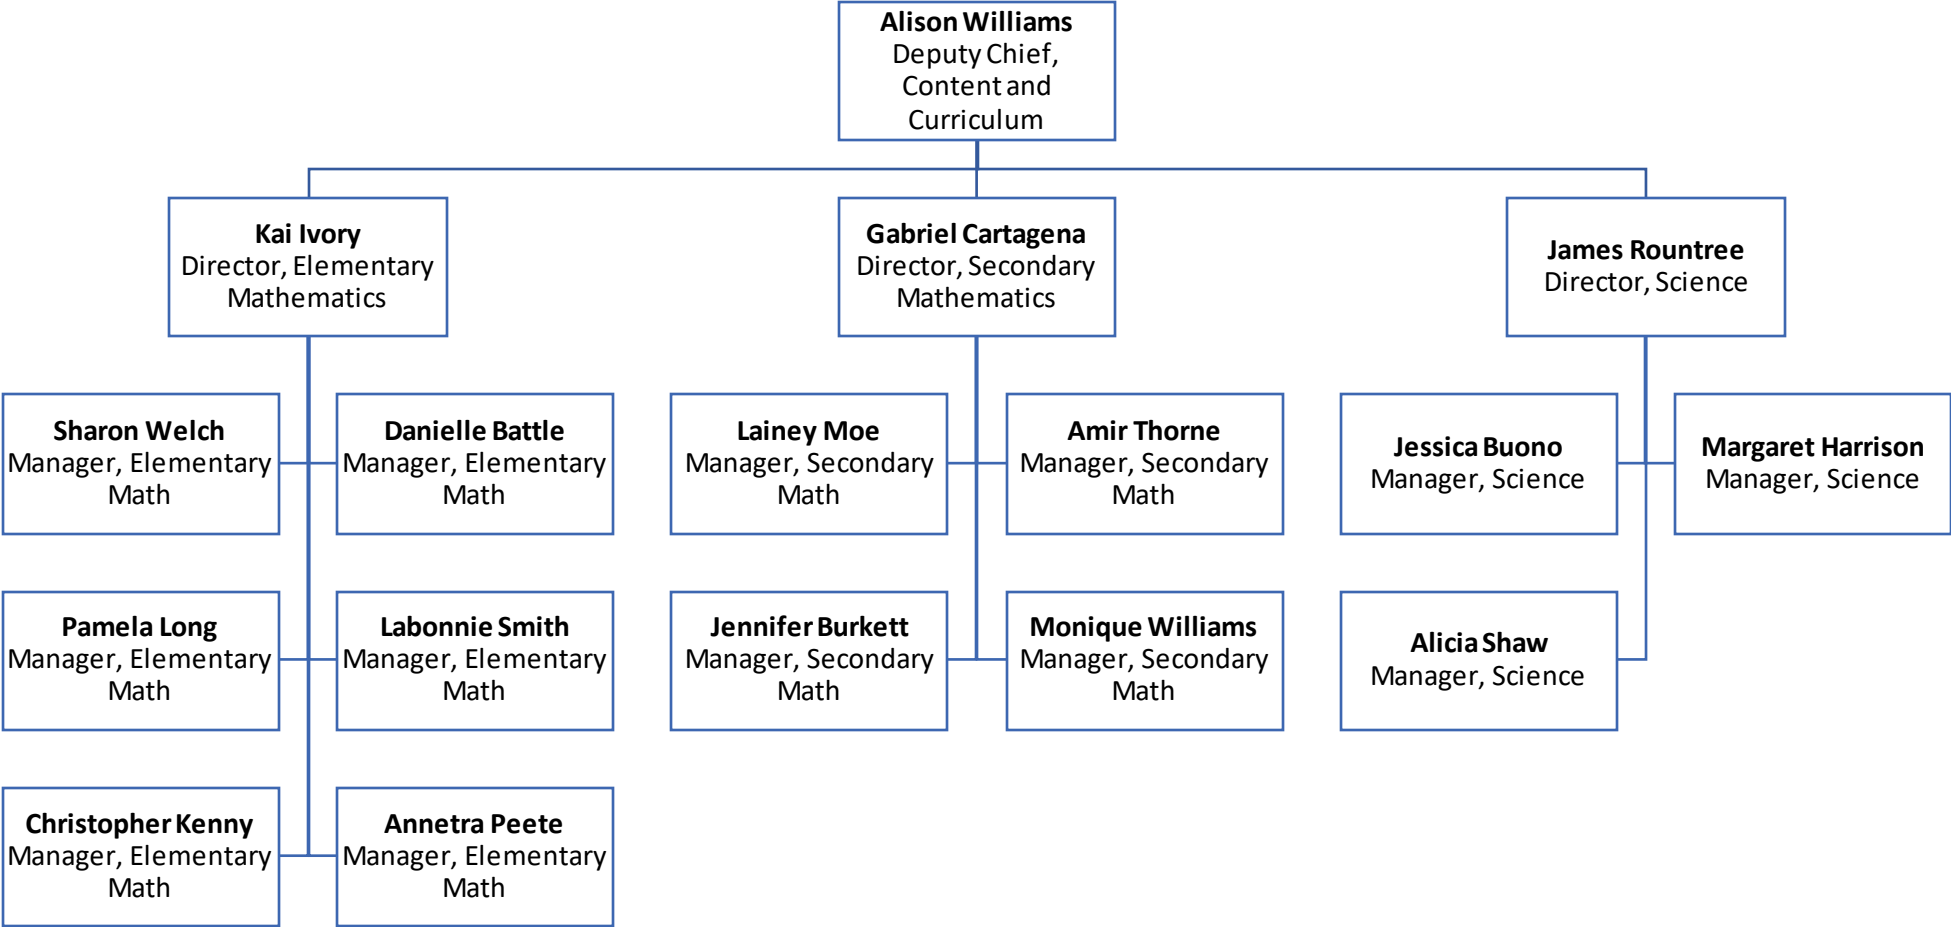 Alison Williams
Deputy Chief,
Content and
Curriculum
Kai Ivory
Director, Elementary
Mathematics
Gabriel Cartagena
Director, Secondary
Mathematics
James Rountree
Director, Science
Sharon Welch
Manager, Elementary
Math
Danielle Battle
Manager, Elementary
Math
Lainey Moe
Manager, Secondary
Math
Amir Thorne
Manager, Secondary
Math
Jessica Buono
Manager, Science
Margaret Harrison
Manager, Science
Pamela Long
Manager, Elementary
Math
Labonnie Smith
Manager, Elementary
Math
Jennifer Burkett
Manager, Secondary
Math
Monique Williams
Manager, Secondary
Math
Alicia Shaw
Manager, Science
Christopher Kenny
Manager, Elementary
Math
Annetra Peete
Manager, Elementary
Math